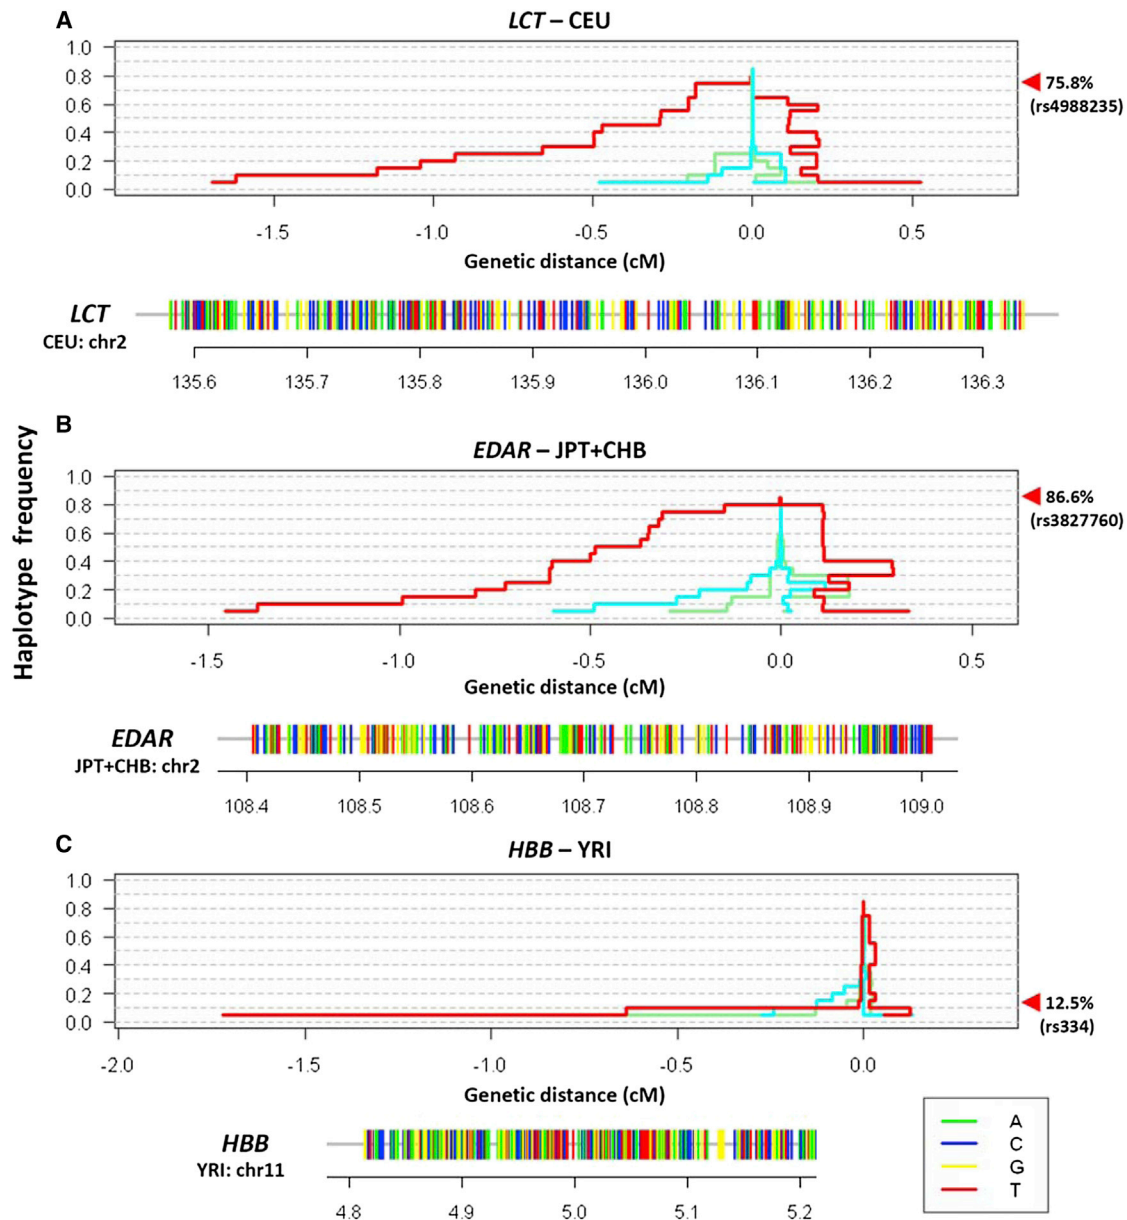 A
LCT – CEU
1.0
0.8
0.6
0.4
0.2
0.0
75.8%
(rs4988235)
-1.5 -1.0 -0.5 0.0 0.5
Genetic distance (cM)
LCT
CEU: chr2
135.6 135.7 135.8 135.9 136.0 136.1 136.2 136.3
Haplotype frequency
B
EDAR – JPT+CHB
1.0
0.8
0.6
0.4
0.2
0.0
86.6%
(rs3827760)
-1.5 -1.0 -0.5 0.0 0.5
Genetic distance (cM)
EDAR
JPT+CHB: chr2
108.4 108.5 108.6 108.7 108.8 108.9 109.0
C
HBB – YRI
1.0
0.8
0.6
0.4
0.2
0.0
12.5%
(rs334)
-2.0 -1.5 -1.0 -0.5 0.0
Genetic distance (cM)
HBB
YRI: chr11
4.8 4.9 5.0 5.1 5.2
A
C
G
T